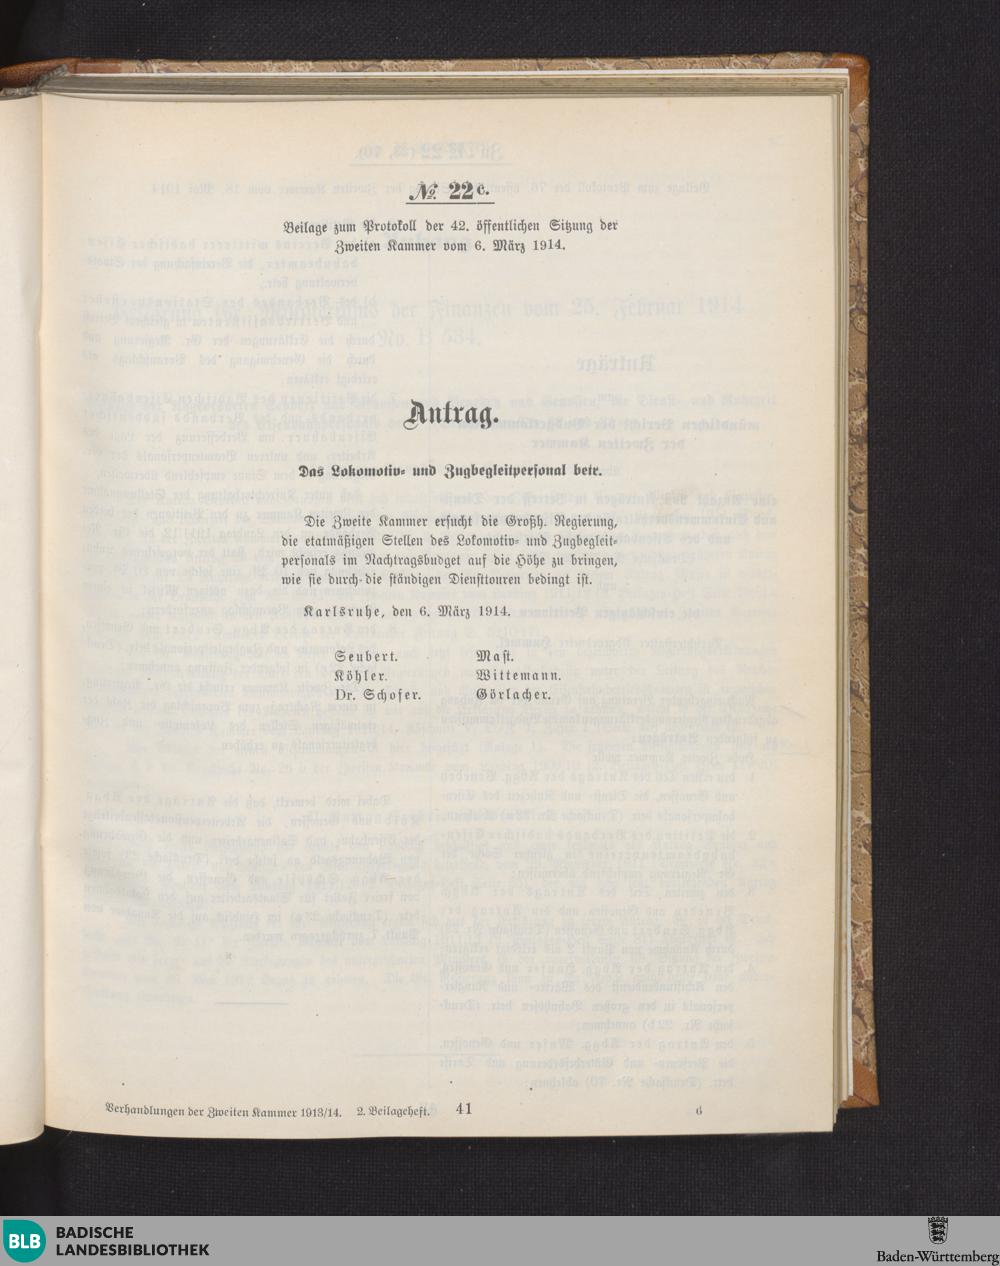 № 22c.
Beilage zum Protokoll der 42. öffentlichen Sitzung der
Zweiten Kammer vom 6. März 1914.
Antrag.
Das Lokomotiv- und Zugbegleitpersonal betr.
Die Zweite Kammer ersucht die Großh. Regierung,
die etatmäßigen Stellen des Lokomotiv- und Zugbegleit-
personals im Nachtragsbudget auf die Höhe zu bringen,
wie sie durch die ständigen Diensttouren bedingt ist.
Karlsruhe, den 6. März 1914.
Seubert. Mast.
Köhler. Wittemann.
Dr. Schofer. Görlacher.
Verhandlungen der Zweiten Kammer 1913/14. 2. Beilageheft. 41 6
BLB BADISCHE
LANDESBIBLIOTHEK
Baden-Württemberg